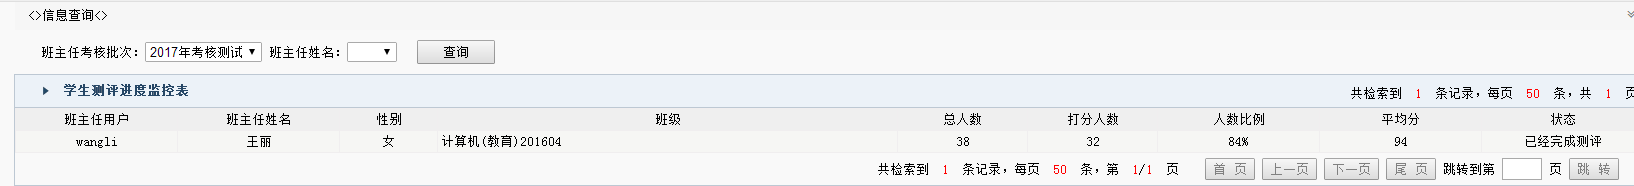 <>信息查询<>
班主任考核批次: 2017年考核测试 班主任姓名: 查询
学生测评进度监控表
共检索到 1 条记录，每页 50 条，共 1 页
班主任用户 班主任姓名 性别 班级 总人数 打分人数 人数比例 平均分 状态
wangli 王丽 女 计算机(教育)201604 38 32 84% 94 已经完成测评
共检索到 1 条记录，每页 50 条，第 1/1 页 首 页 上一页 下一页 尾 页 跳转到第 页 跳 转